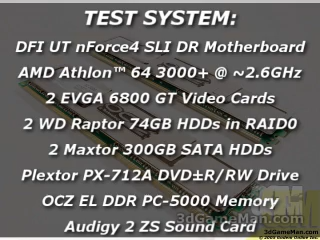 TEST SYSTEM:
DFI UT nForce4 SLI DR Motherboard
AMD Athlon™ 64 3000+ @ ~2.6GHz
2 EVGA 6800 GT Video Cards
2 WD Raptor 74GB HDDs in RAID0
2 Maxtor 300GB SATA HDDs
Plextor PX-712A DVD±R/RW Drive
OCZ EL DDR PC-5000 Memory
Audigy 2 ZS Sound Card
3dGameMan.com
3dGameMan.com